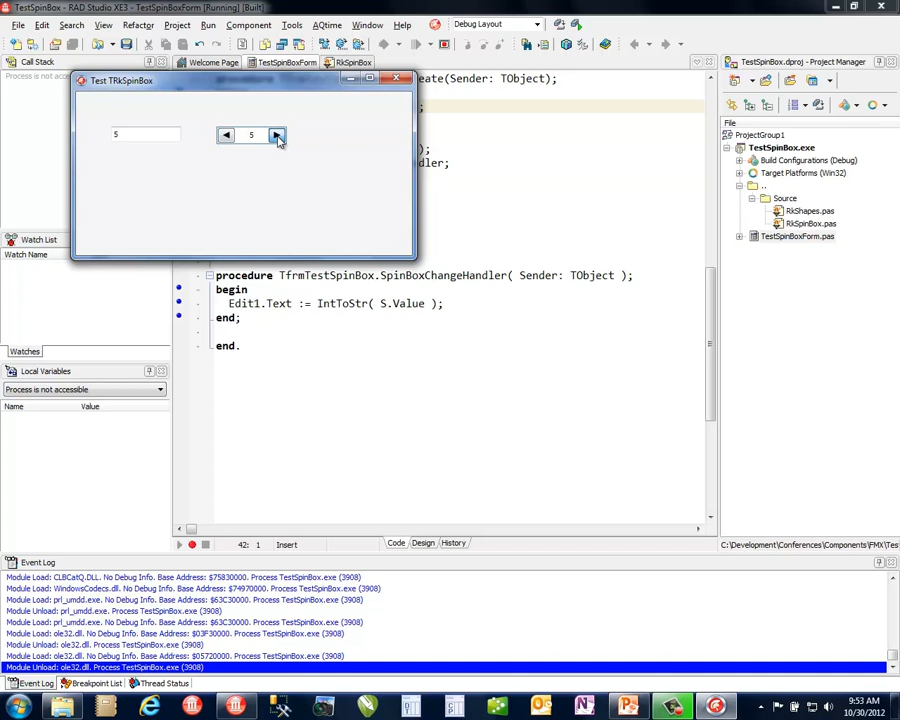 TestSpinBox - RAD Studio XE3 - TestSpinBoxForm [Running] [Built]
File Edit Search View Refactor Project Run Component Tools AQtime Window Help Debug Layout
Call Stack
Welcome Page TestSpinBoxForm RkSpinBox
TestSpinBox.dproj - Project Manager
Process is not acce
Test TRkSpinBox
eate(Sender: TObject);
;
5
5
);
ler;
File
ProjectGroup1
TestSpinBox.exe
Build Configurations (Debug)
Target Platforms (Win32)
..
Source
RkShapes.pas
RkSpinBox.pas
TestSpinBoxForm.pas
Watch List
Watch Name
procedure TfrmTestSpinBox.SpinBoxChangeHandler( Sender: TObject );
begin
Edit1.Text := IntToStr( S.Value );
end;
end.
Watches
Local Variables
Process is not accessible
Name Value
42: 1 Insert Code Design History
C:\Development\Conferences\Components\FMX\Tes
Event Log
Module Load: CLBCatQ.DLL. No Debug Info. Base Address: $75830000. Process TestSpinBox.exe (3908)
Module Load: WindowsCodecs.dll. No Debug Info. Base Address: $74970000. Process TestSpinBox.exe (3908)
Module Load: prl_umdd.exe. No Debug Info. Base Address: $63C30000. Process TestSpinBox.exe (3908)
Module Unload: prl_umdd.exe. Process TestSpinBox.exe (3908)
Module Load: prl_umdd.exe. No Debug Info. Base Address: $63C30000. Process TestSpinBox.exe (3908)
Module Load: ole32.dll. No Debug Info. Base Address: $03F30000. Process TestSpinBox.exe (3908)
Module Unload: ole32.dll. Process TestSpinBox.exe (3908)
Module Load: ole32.dll. No Debug Info. Base Address: $05720000. Process TestSpinBox.exe (3908)
Module Unload: ole32.dll. Process TestSpinBox.exe (3908)
Event Log Breakpoint List Thread Status
9:53 AM
10/30/2012